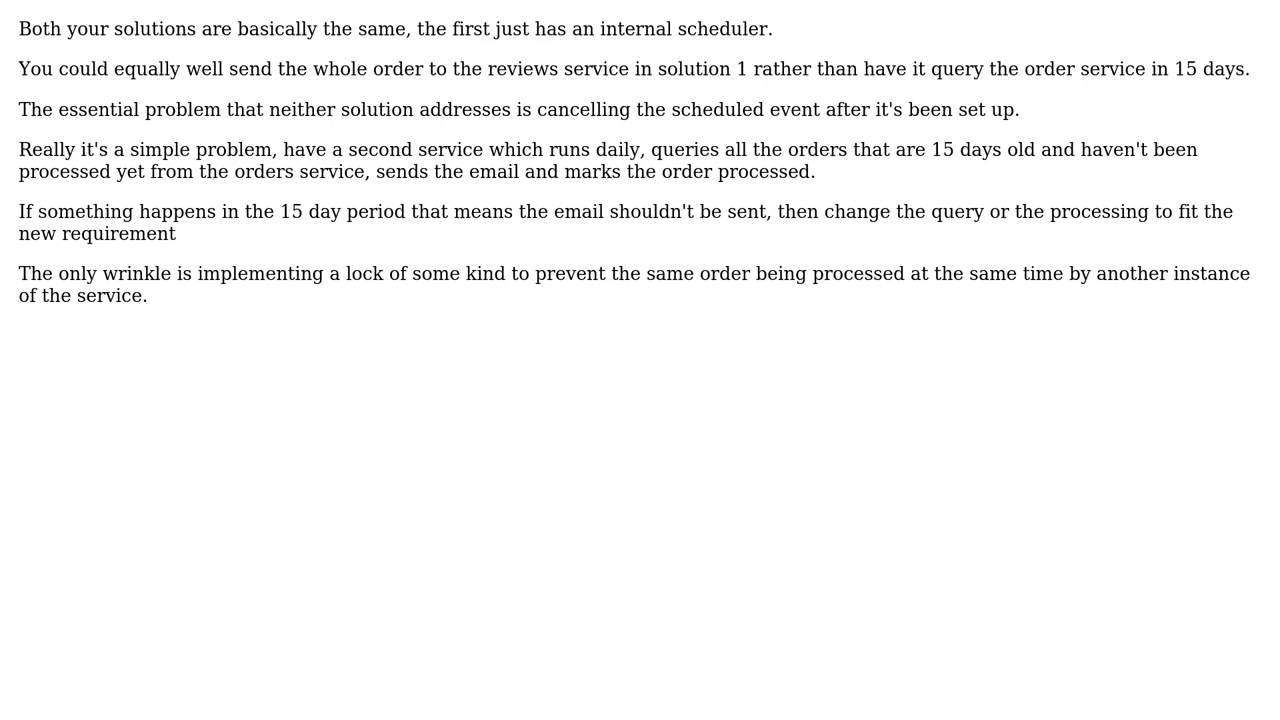 Both your solutions are basically the same, the first just has an internal scheduler.
You could equally well send the whole order to the reviews service in solution 1 rather than have it query the order service in 15 days.
The essential problem that neither solution addresses is cancelling the scheduled event after it's been set up.
Really it's a simple problem, have a second service which runs daily, queries all the orders that are 15 days old and haven't been
processed yet from the orders service, sends the email and marks the order processed.
If something happens in the 15 day period that means the email shouldn't be sent, then change the query or the processing to fit the
new requirement
The only wrinkle is implementing a lock of some kind to prevent the same order being processed at the same time by another instance
of the service.